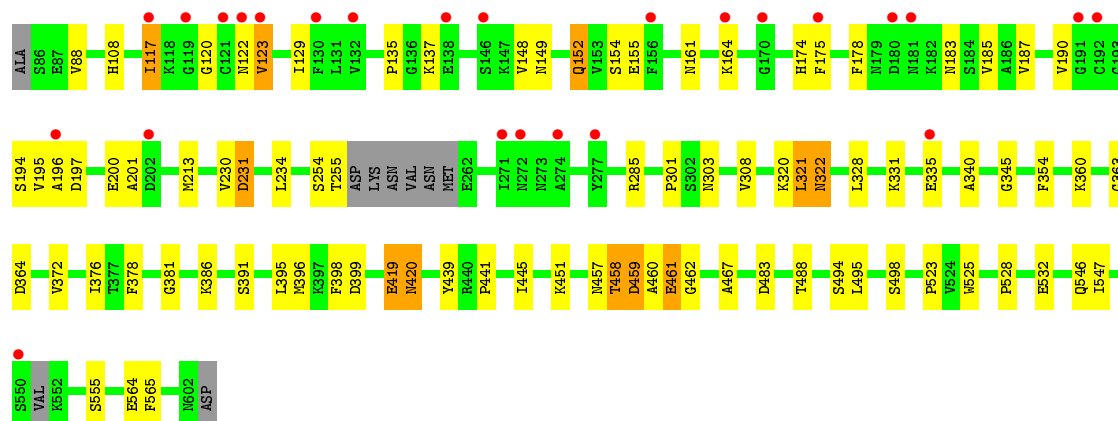 ALA S86 E87 V88 H108 I117 K118 G119 G120 C121 N122 V123 I129 F130 L131 V132 P135 G136 K137 E138 S146 K147 V148 N149 Q152 V153 S154 E155 F156 N161 K164 G170 H174 F175 F178 N179 D180 N181 K182 N183 S184 V185 A186 V187 V190 G191 C192 G193
S194 V195 A196 D197 E200 A201 D202 M213 V230 D231 L234 S254 T255 ASP LYS ASN VAL ASN MET E262 I271 N272 N273 A274 Y277 R285 P301 S302 N303 V308 K320 L321 N322 L328 K331 E335 A340 G345 F354 K360
D364 V372 I376 T377 F378 G381 K386 S391 L395 M396 K397 F398 D399 E419 N420 Y439 R440 P441 I445 K451 N457 T458 D459 A460 E461 G462 A467 D483 T488 S494 L495 S498 P523 V524 W525 P528 E532 Q546 I547
S550 VAL K552 S555 E564 F565 N602 ASP